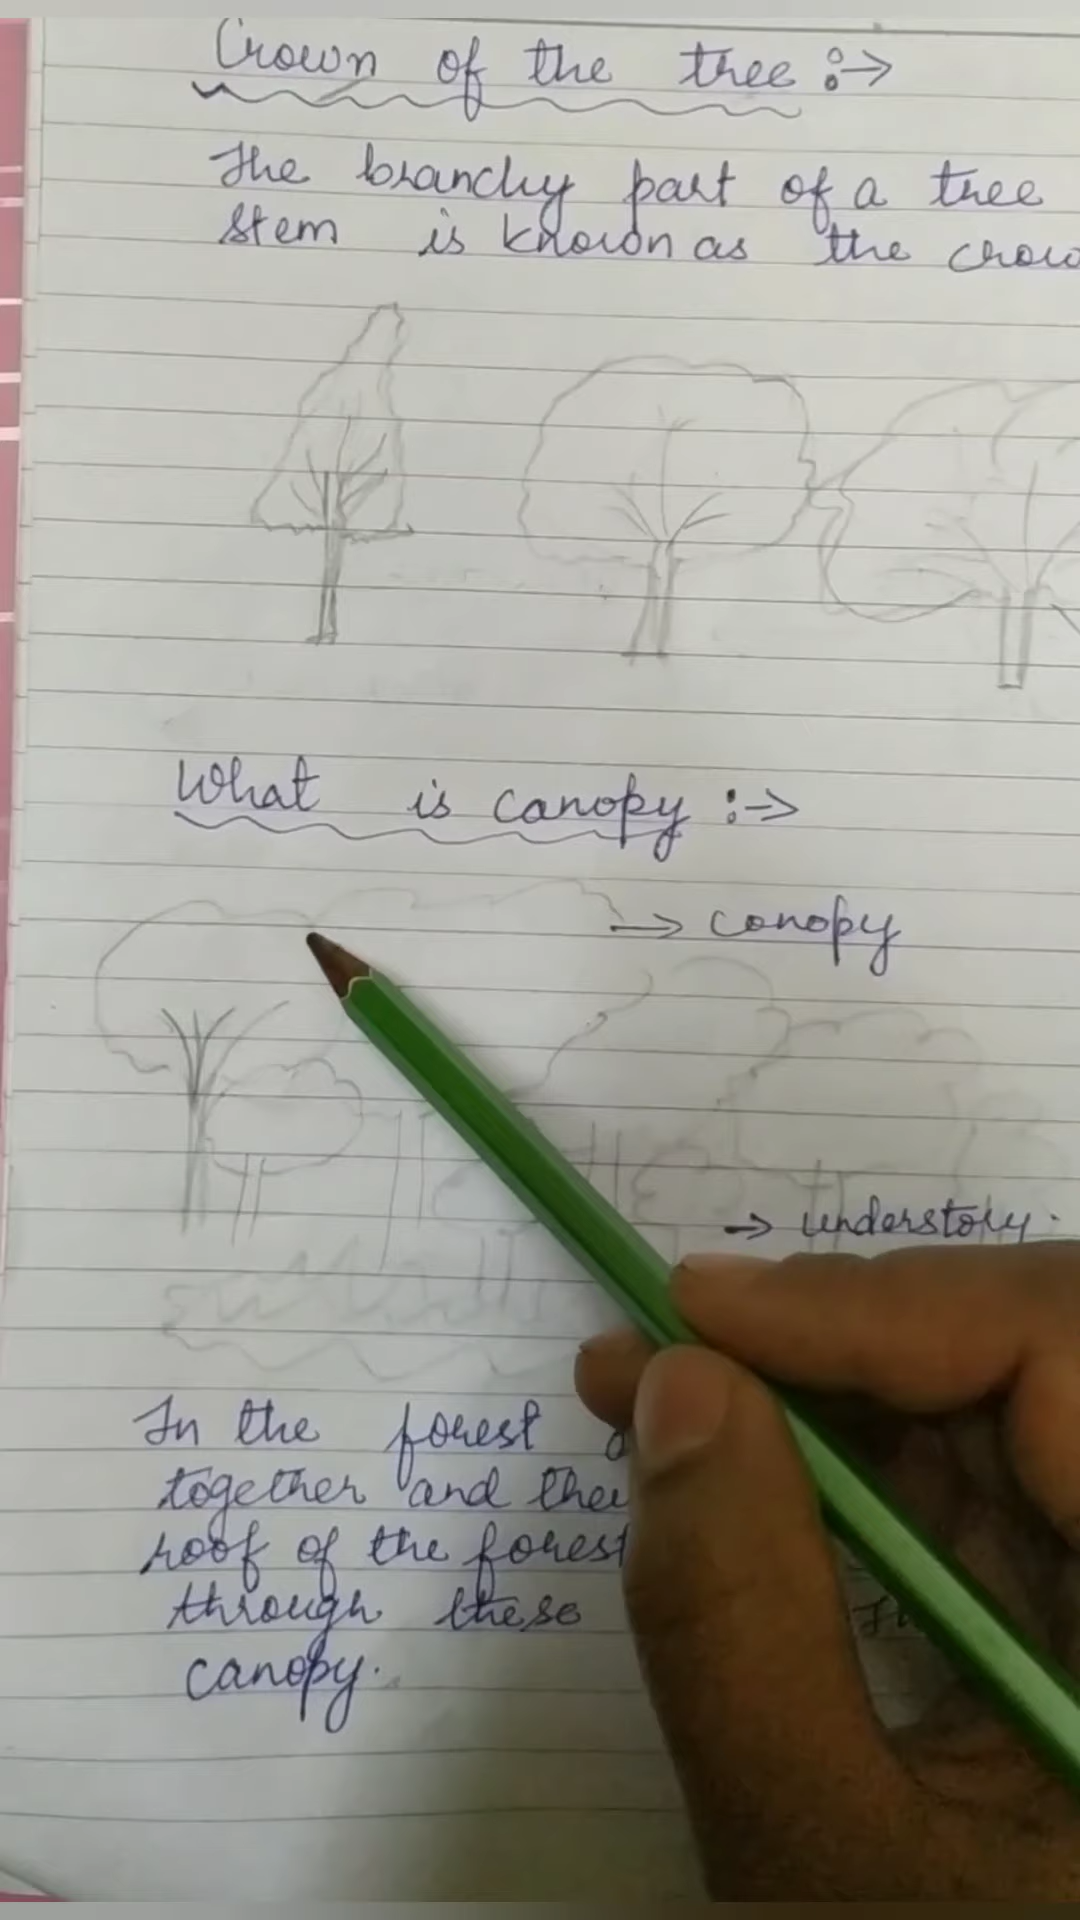 Crown of the tree :→
The branchy part of a tree
stem is known as the
What is canopy :→
→ canopy
→ understory.
In the forest
together and
roof of the forest
through these
canopy.